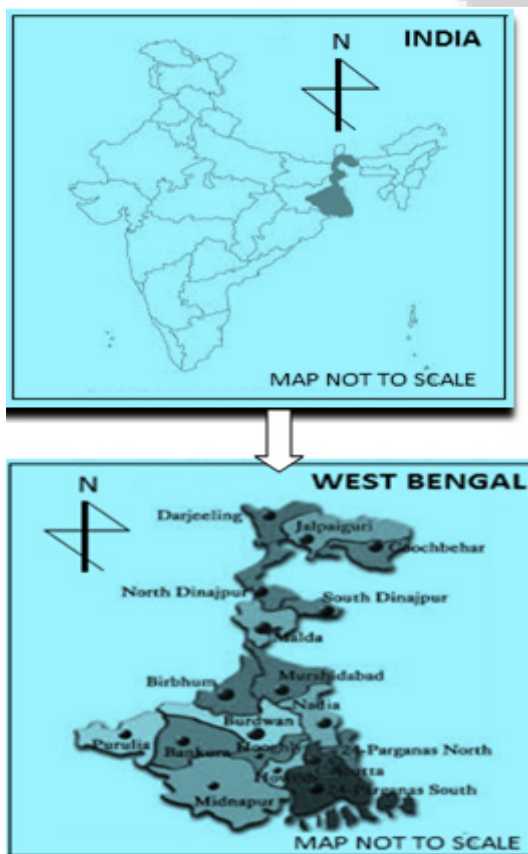 INDIA
N
MAP NOT TO SCALE
WEST BENGAL
N
Darjeeling
Jalpaiguri
Coochbehar
North Dinajpur
South Dinajpur
Malda
Murshidabad
Birbhum
Nadia
Burdwan
Purulia
Bankura
Hooghly
24-Parganas North
Howrah
Calcutta
24-Parganas South
Midnapur
MAP NOT TO SCALE